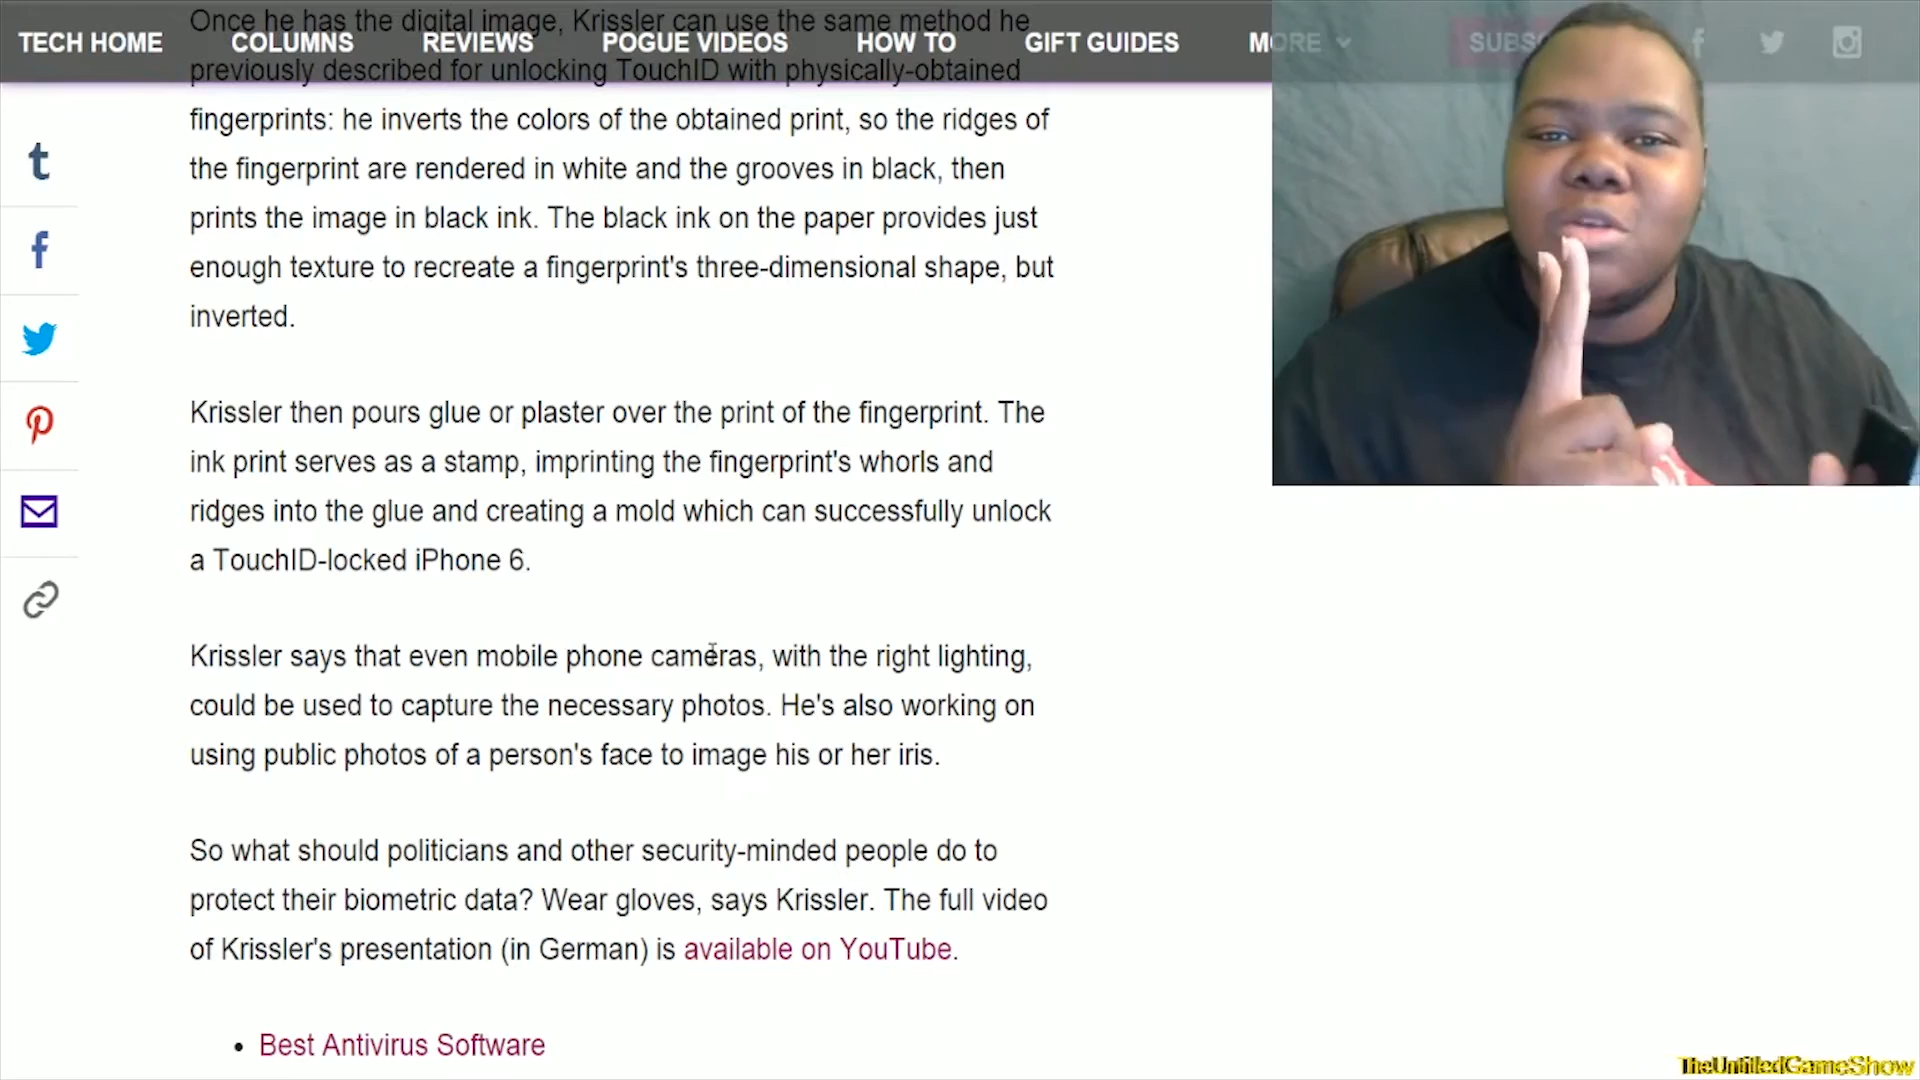 Once he has the digital image, Krissler can use the same method he
TECH HOME COLUMNS REVIEWS POGUE VIDEOS HOW TO GIFT GUIDES MORE
previously described for unlocking TouchID with physically-obtained
fingerprints: he inverts the colors of the obtained print, so the ridges of
the fingerprint are rendered in white and the grooves in black, then
prints the image in black ink. The black ink on the paper provides just
enough texture to recreate a fingerprint's three-dimensional shape, but
inverted.
Krissler then pours glue or plaster over the print of the fingerprint. The
ink print serves as a stamp, imprinting the fingerprint's whorls and
ridges into the glue and creating a mold which can successfully unlock
a TouchID-locked iPhone 6.
Krissler says that even mobile phone cameras, with the right lighting,
could be used to capture the necessary photos. He's also working on
using public photos of a person's face to image his or her iris.
So what should politicians and other security-minded people do to
protect their biometric data? Wear gloves, says Krissler. The full video
of Krissler's presentation (in German) is available on YouTube.
• Best Antivirus Software
TheUntitledGameShow